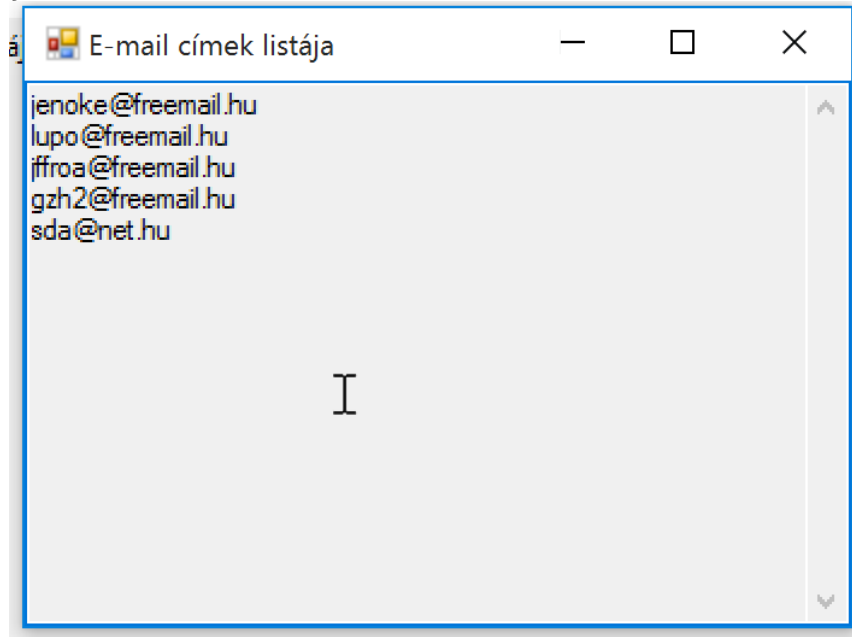 E-mail címek listája
jenoke@freemail.hu
lupo@freemail.hu
jffroa@freemail.hu
gzh2@freemail.hu
sda@net.hu